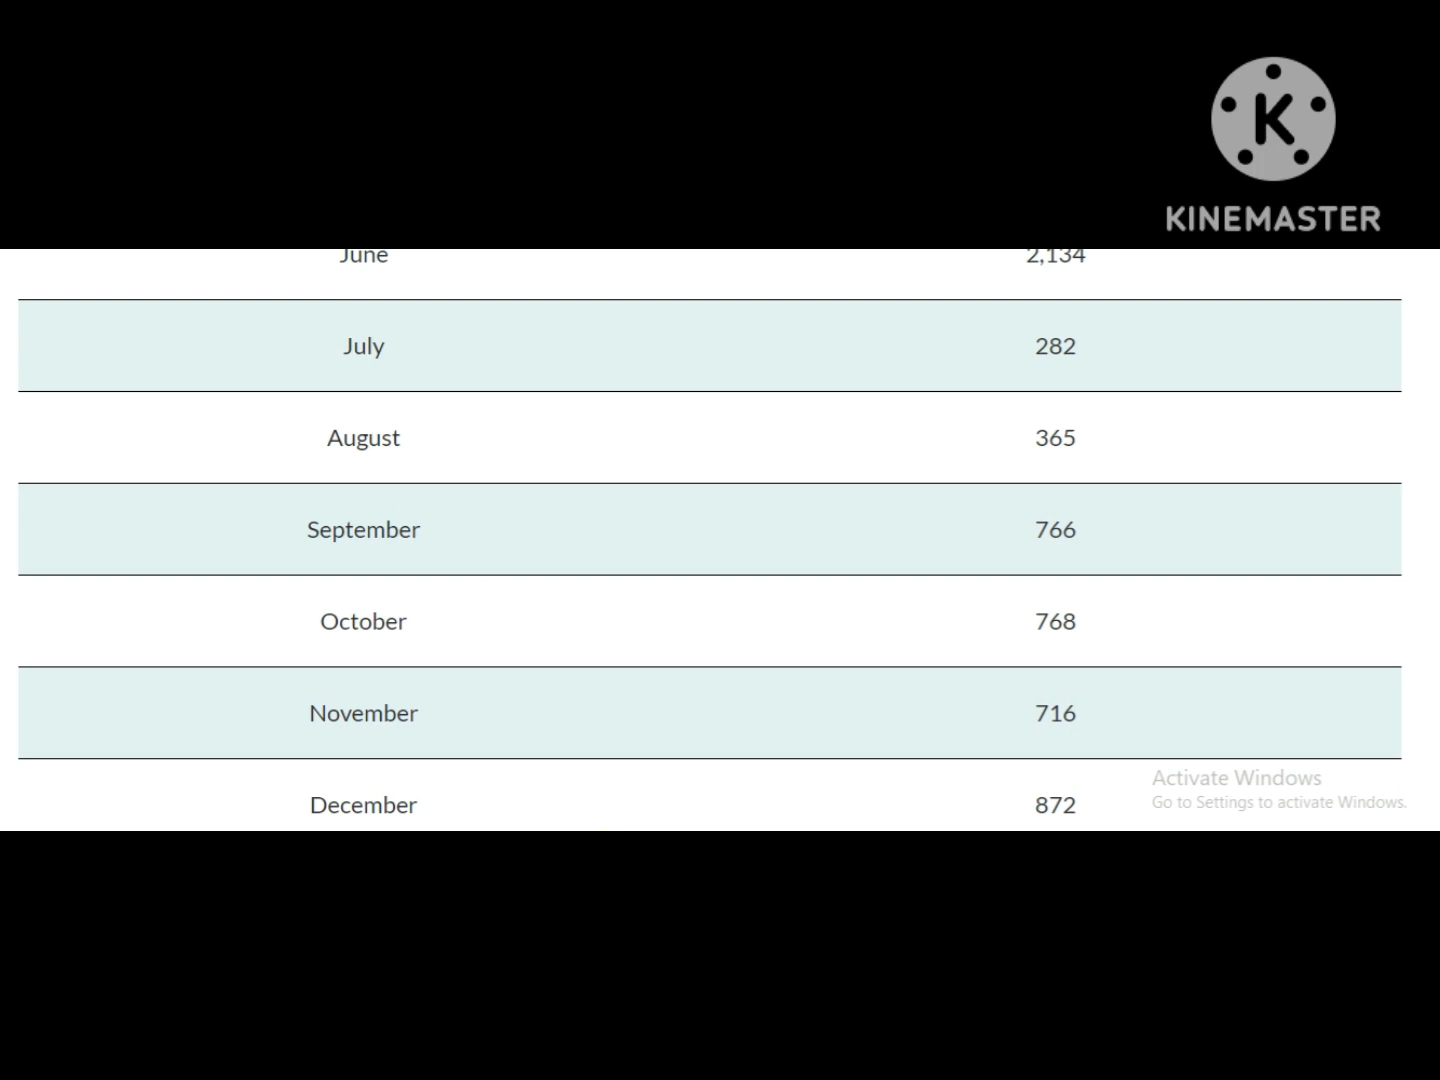 KINEMASTER
June 2,134
July 282
August 365
September 766
October 768
November 716
December 872
Activate Windows
Go to Settings to activate Windows.